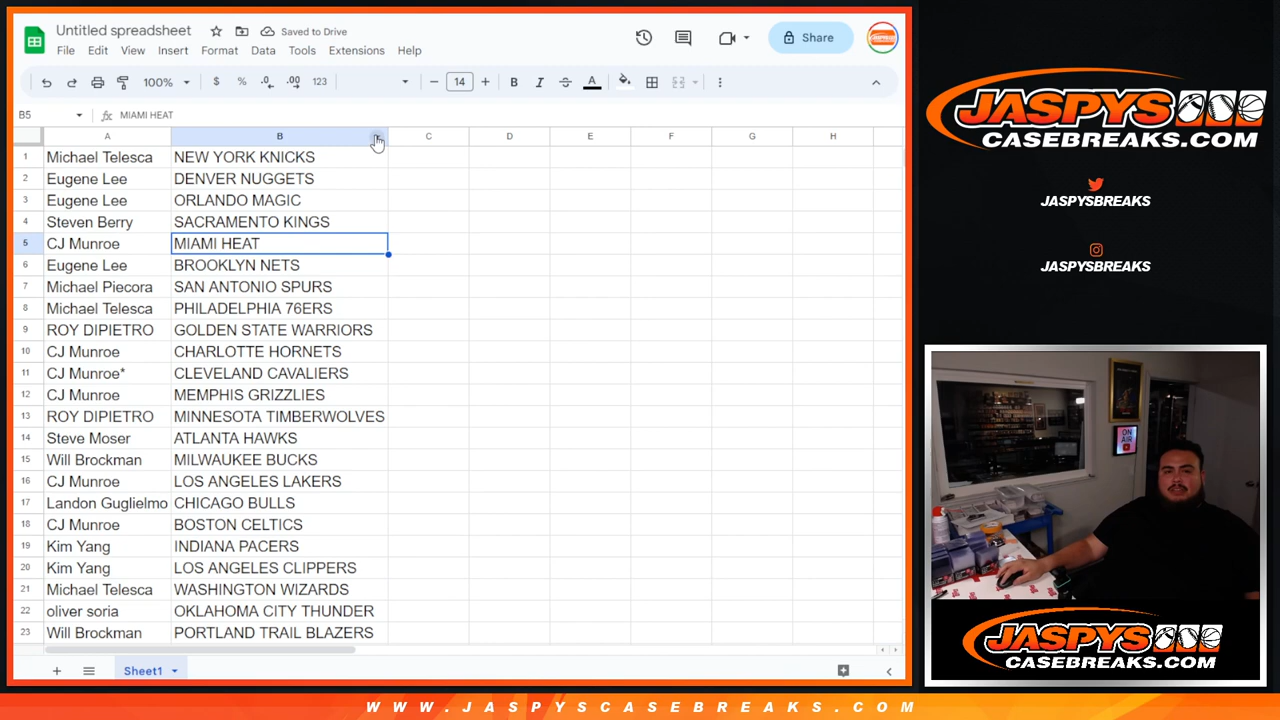 Untitled spreadsheet
Saved to Drive
File Edit View Insert Format Data Tools Extensions Help
Share
100% $ % .0 .00 123 14 B I S A
B5 fx MIAMI HEAT
A B C D E F G H
1 Michael Telesca NEW YORK KNICKS
2 Eugene Lee DENVER NUGGETS
3 Eugene Lee ORLANDO MAGIC
4 Steven Berry SACRAMENTO KINGS
5 CJ Munroe MIAMI HEAT
6 Eugene Lee BROOKLYN NETS
7 Michael Piecora SAN ANTONIO SPURS
8 Michael Telesca PHILADELPHIA 76ERS
9 ROY DIPIETRO GOLDEN STATE WARRIORS
10 CJ Munroe CHARLOTTE HORNETS
11 CJ Munroe* CLEVELAND CAVALIERS
12 CJ Munroe MEMPHIS GRIZZLIES
13 ROY DIPIETRO MINNESOTA TIMBERWOLVES
14 Steve Moser ATLANTA HAWKS
15 Will Brockman MILWAUKEE BUCKS
16 CJ Munroe LOS ANGELES LAKERS
17 Landon Guglielmo CHICAGO BULLS
18 CJ Munroe BOSTON CELTICS
19 Kim Yang INDIANA PACERS
20 Kim Yang LOS ANGELES CLIPPERS
21 Michael Telesca WASHINGTON WIZARDS
22 oliver soria OKLAHOMA CITY THUNDER
23 Will Brockman PORTLAND TRAIL BLAZERS
Sheet1
JASPYS
CASEBREAKS.COM
JASPYSBREAKS
JASPYSBREAKS
ON
AIR
JASPYS
CASEBREAKS.COM
WWW.JASPYSCASEBREAKS.COM